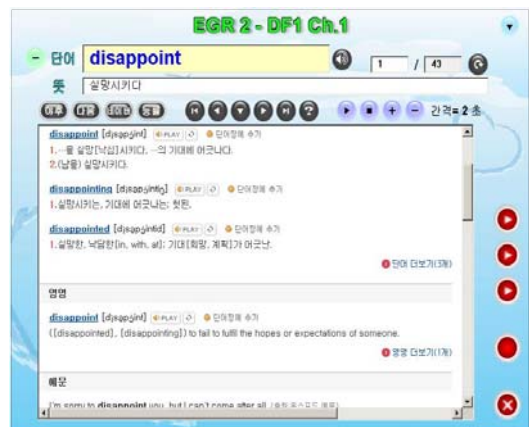 EGR 2 - DF1 Ch.1
단어 disappoint 1 / 43
뜻 실망시키다
간격= 2 초
disappoint [disəpɔ́int] PLAY 단어장에 추가
1.…을 실망[낙심]시키다, …의 기대에 어긋나다.
2.(남을) 실망시키다.
disappointing [disəpɔ́intiŋ] PLAY 단어장에 추가
1.실망시키는, 기대에 어긋나는; 헛된.
disappointed [disəpɔ́intid] PLAY 단어장에 추가
1.실망한, 낙담한[in, with, at]; 기대[희망, 계획]가 어긋난.
단어 더보기(3개)
영영
disappoint [disəpɔ́int] PLAY 단어장에 추가
([disappointed], [disappointing]) to fail to fulfil the hopes or expectations of someone.
영영 더보기(1개)
예문
I'm sorry to disappoint you, but I can't come after all.